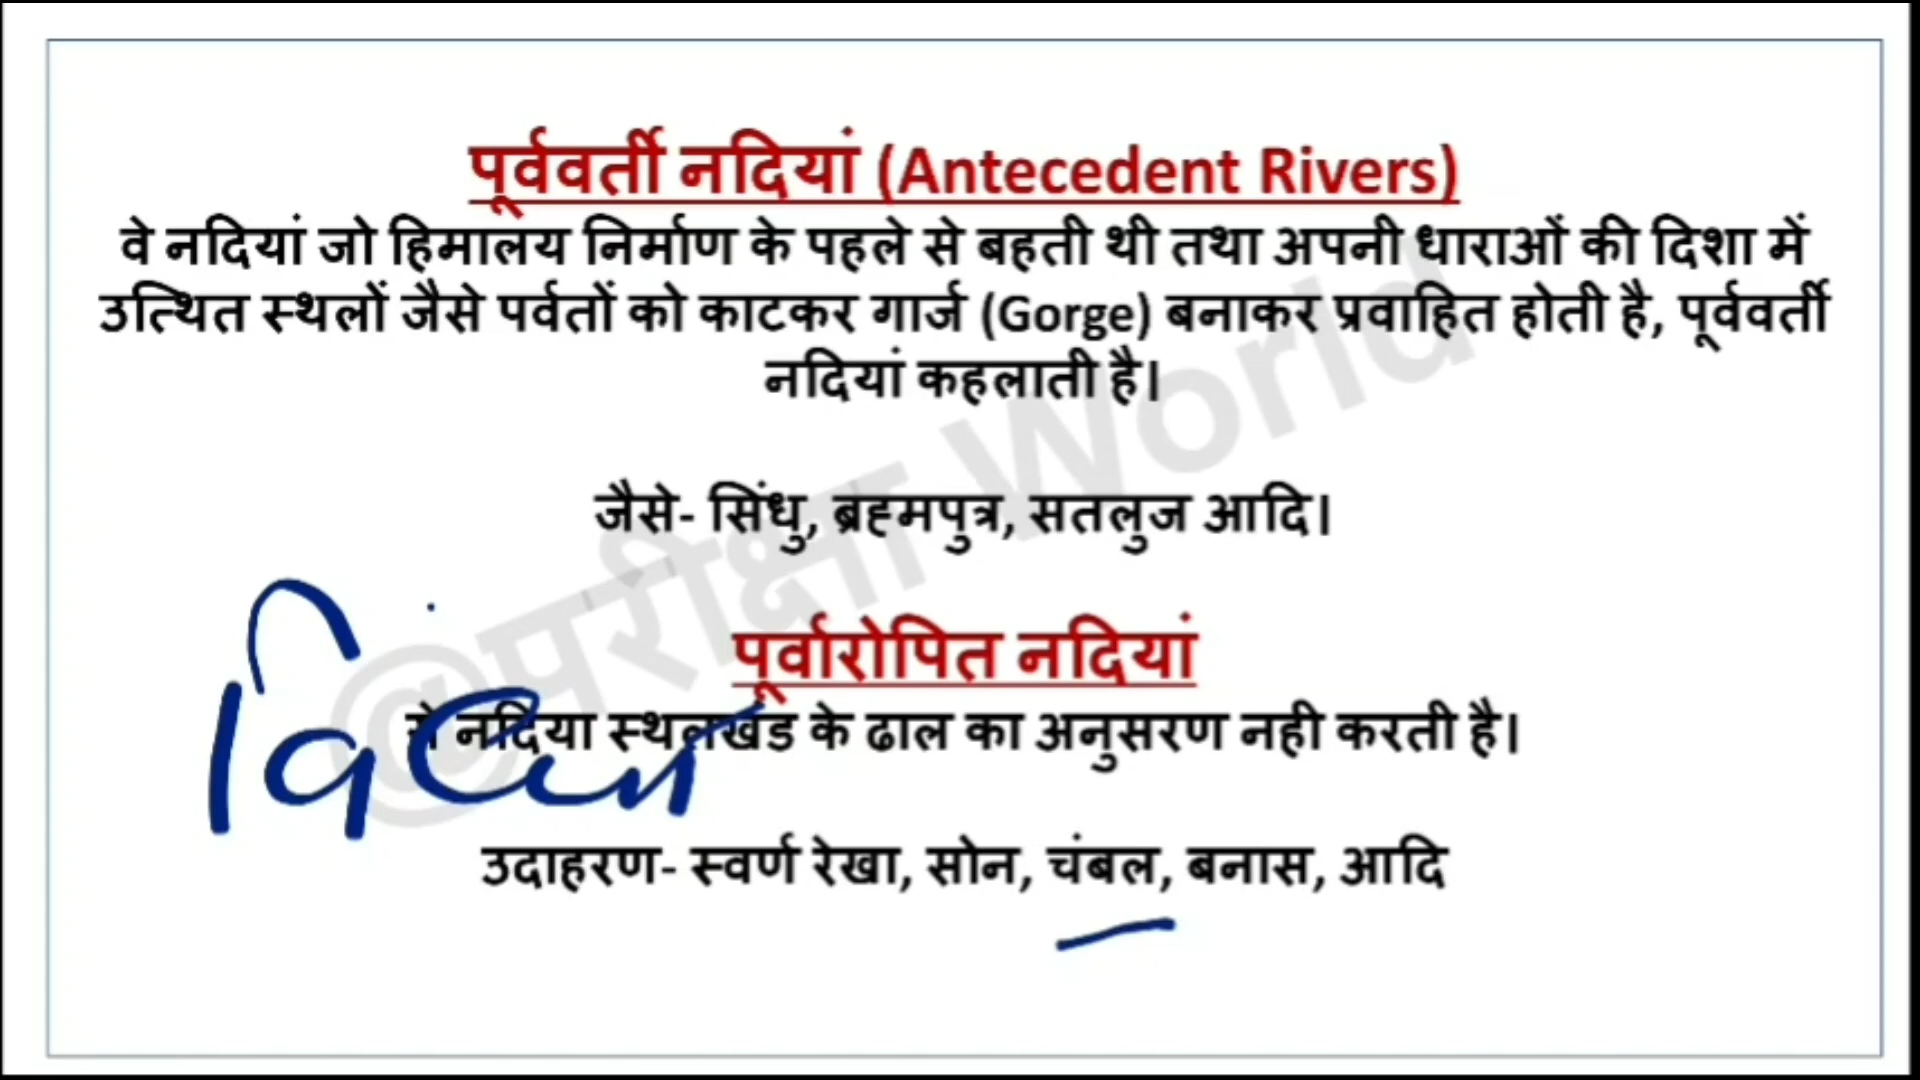 पूर्ववर्ती नदियां (Antecedent Rivers)
वे नदियां जो हिमालय निर्माण के पहले से बहती थी तथा अपनी धाराओं की दिशा में
उत्थित स्थलों जैसे पर्वतों को काटकर गार्ज (Gorge) बनाकर प्रवाहित होती है, पूर्ववर्ती
नदियां कहलाती है।
जैसे- सिंधु, ब्रह्मपुत्र, सतलुज आदि।
पूर्वारोपित नदियां
ये नदिया स्थलखंड के ढाल का अनुसरण नही करती है।
उदाहरण- स्वर्ण रेखा, सोन, चंबल, बनास, आदि
@परीक्षा World